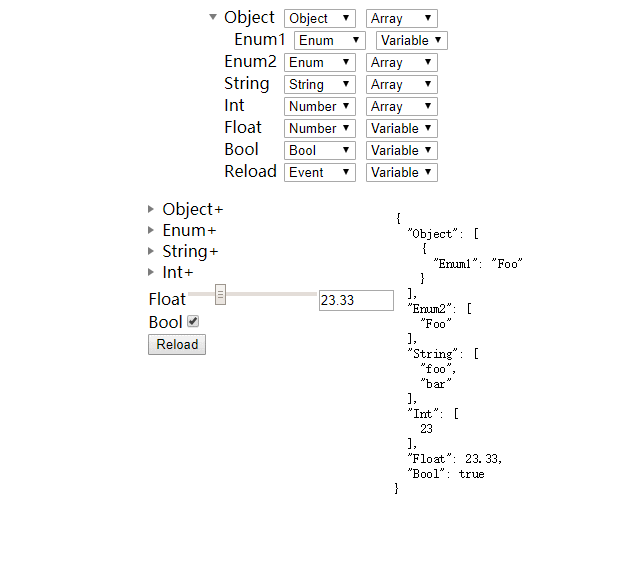 Object Object Array
Enum1 Enum Variable
Enum2 Enum Array
String String Array
Int Number Array
Float Number Variable
Bool Bool Variable
Reload Event Variable
Object+
Enum+
String+
Int+
Float 23.33
Bool
Reload
{
"Object": [
{
"Enum1": "Foo"
}
],
"Enum2": [
"Foo"
],
"String": [
"foo",
"bar"
],
"Int": [
23
],
"Float": 23.33,
"Bool": true
}